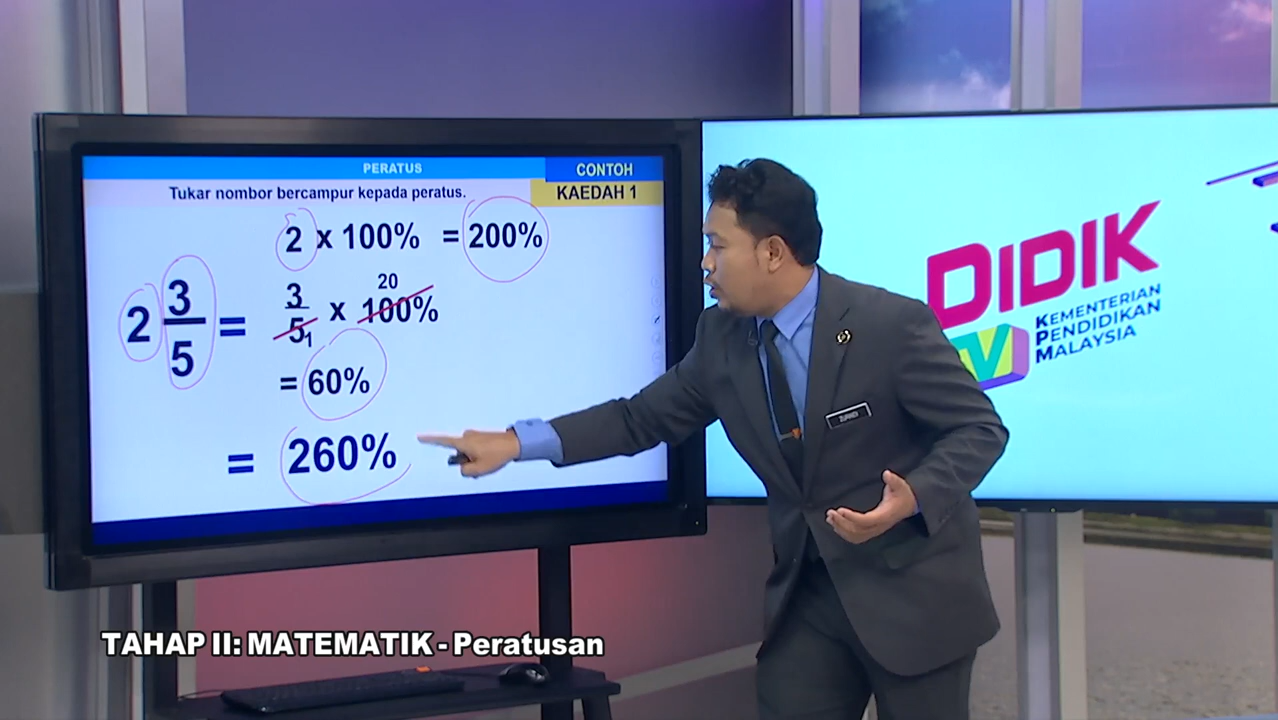 PERATUS
CONTOH
Tukar nombor bercampur kepada peratus.
KAEDAH 1
2 x 100% = 200%
2 3/5 = 3/5 1 x 100% 20
= 60%
= 260%
DIDIK
TV
KEMENTERIAN
PENDIDIKAN
MALAYSIA
TAHAP II: MATEMATIK - Peratusan